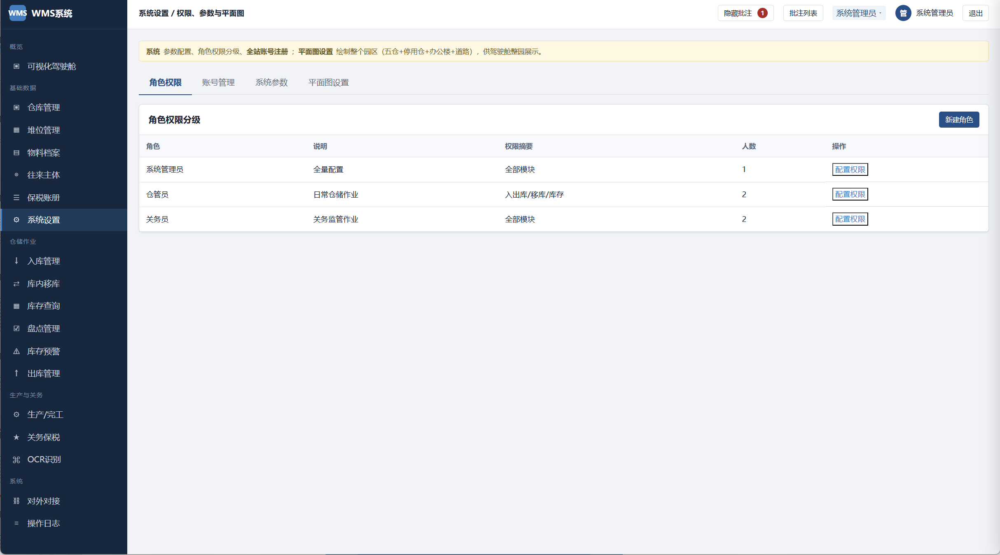 WMS WMS系统
系统设置 / 权限、参数与平面图
隐藏批注 1
批注列表
系统管理员
管 系统管理员
退出
概览
可视化驾驶舱
基础数据
仓库管理
堆位管理
物料档案
往来主体
保税账册
系统设置
仓储作业
入库管理
库内移库
库存查询
盘点管理
库存预警
出库管理
生产与关务
生产/完工
关务保税
OCR识别
系统
对外对接
操作日志
系统 参数配置、角色权限分级、全站账号注册 ；平面图设置 绘制整个园区（五仓+停用仓+办公楼+道路），供驾驶舱整园展示。
角色权限 账号管理 系统参数 平面图设置
角色权限分级 新建角色
角色 说明 权限摘要 人数 操作
系统管理员 全量配置 全部模块 1 配置权限
仓管员 日常仓储作业 入出库/移库/库存 2 配置权限
关务员 关务监管作业 全部模块 2 配置权限